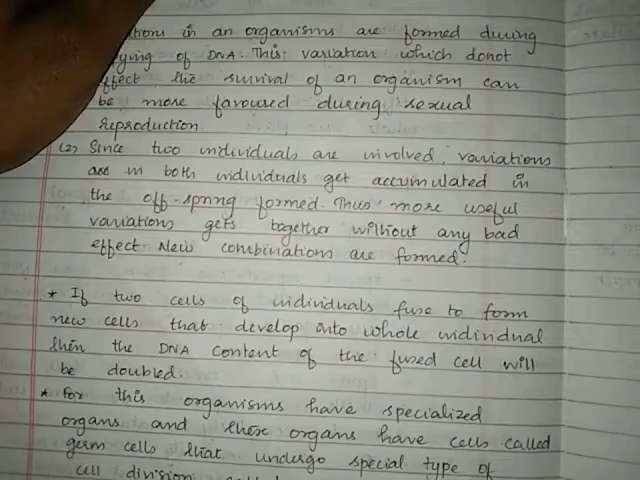 in an organisms are formed during
of DNA. This variation which donot
effect the survival of an organism can
be more favoured during sexual
reproduction.
(2) Since two individuals are involved, variations
in both individuals get accumulated in
the off-spring formed. Thus more useful
variations gets together without any bad
effect New combinations are formed.
* If two cells of individuals fuse to form
new cells that develop into whole individual
then the DNA content of the fused cell will
be doubled.
* For this organisms have specialized
organs and these organs have cells called
germ cells that undergo special type of
cell division